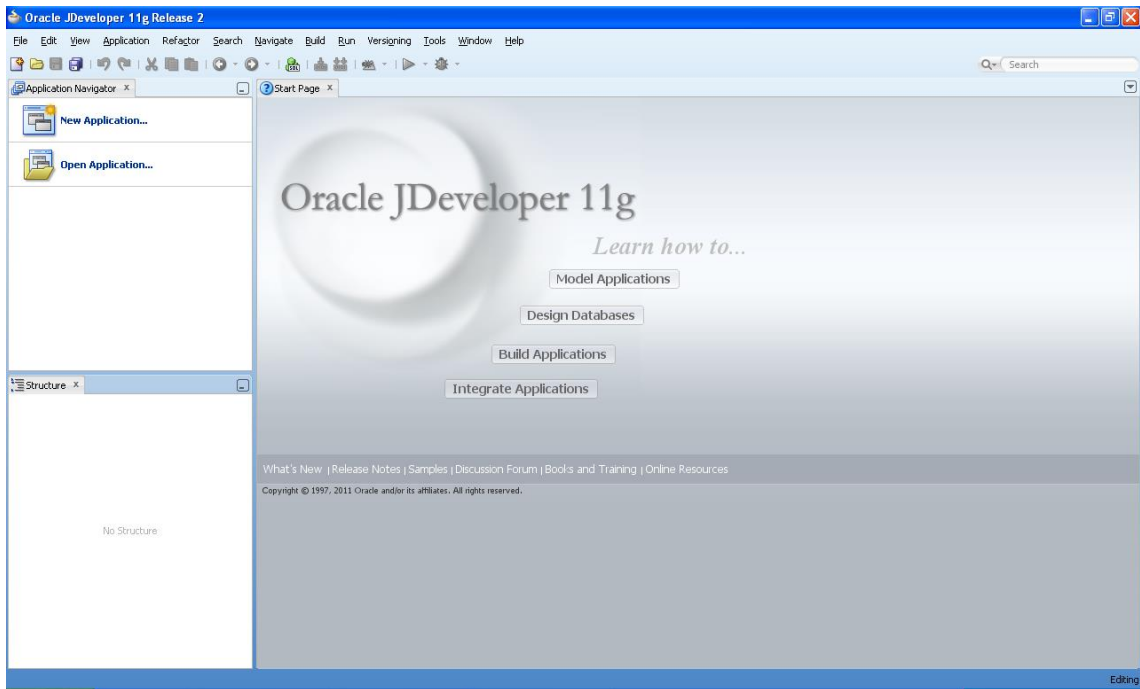 Oracle JDeveloper 11g Release 2
File Edit View Application Refactor Search Navigate Build Run Versioning Tools Window Help
Search
Application Navigator
Start Page
New Application...
Open Application...
Oracle JDeveloper 11g
Learn how to...
Model Applications
Design Databases
Build Applications
Integrate Applications
Structure
What's New | Release Notes | Samples | Discussion Forum | Books and Training | Online Resources
Copyright © 1997, 2011 Oracle and/or its affiliates. All rights reserved.
No Structure
Editing